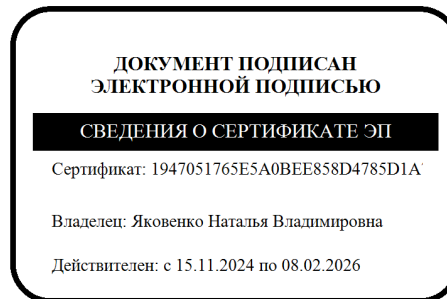 ДОКУМЕНТ ПОДПИСАН
ЭЛЕКТРОННОЙ ПОДПИСЬЮ
СВЕДЕНИЯ О СЕРТИФИКАТЕ ЭП
Сертификат: 1947051765E5A0BEE858D4785D1A
Владелец: Яковенко Наталья Владимировна
Действителен: с 15.11.2024 по 08.02.2026